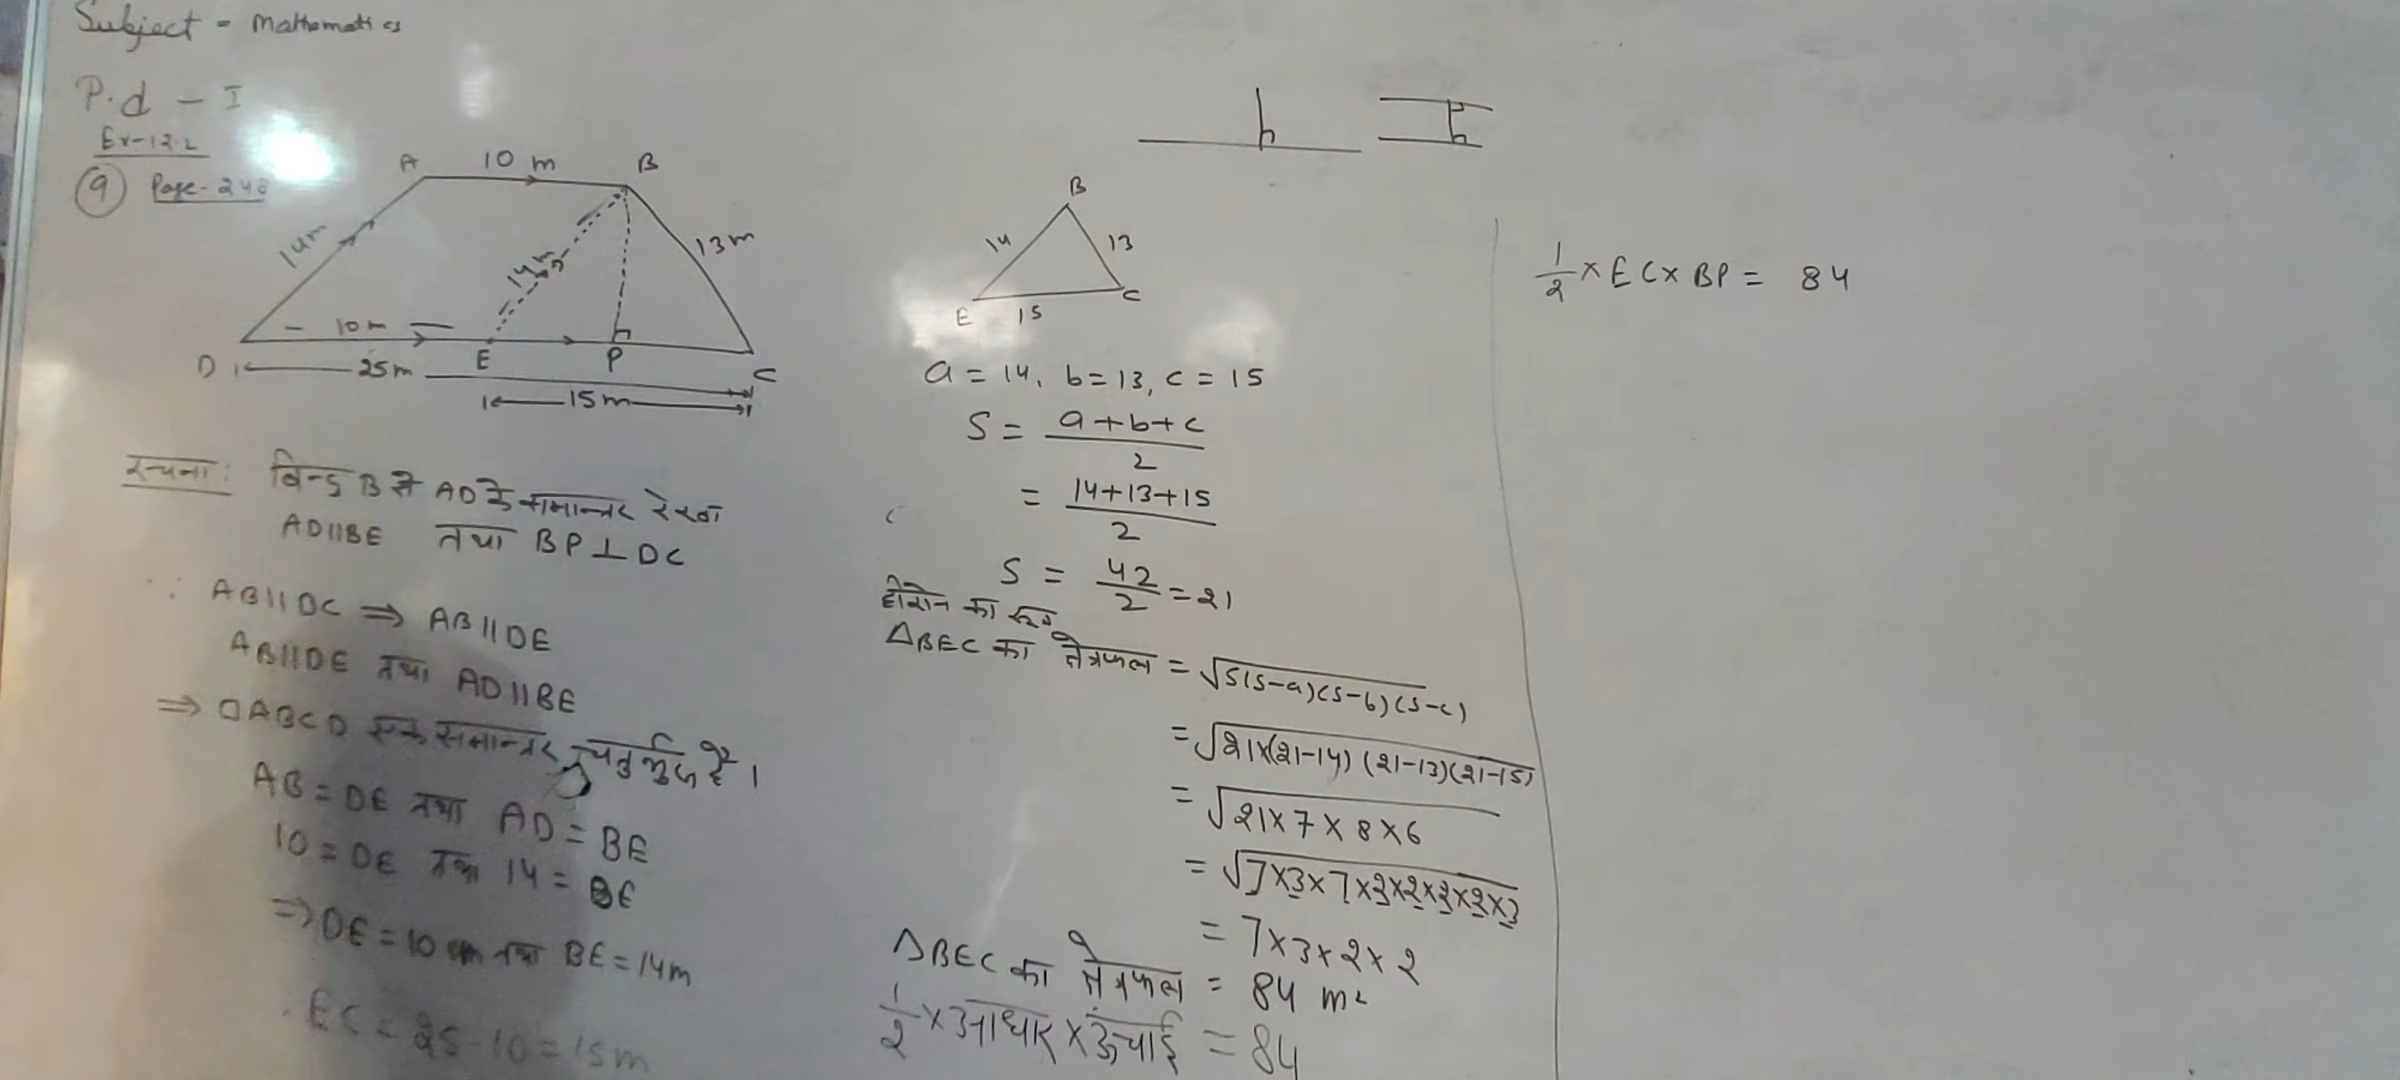 Subject = Mathematics
P.d - I
Ex-12.2
9 Page-248
A 10 m B
14m
14m
13m
10m
D E P C
25m
15m
रचना: बिन्दु B से AD के समान्तर रेखा
AD||BE तथा BP⊥DC
∴ AB||DC ⇒ AB||DE
AB||DE तथा AD||BE
⇒ □ABCD एक समान्तर चतुर्भुज है।
AB = DE तथा AD = BE
10 = DE तथा 14 = BE
⇒ DE = 10 m तथा BE = 14m
EC = 25-10 = 15m
h h
B
14 13
E 15 C
a = 14, b = 13, c = 15
S = a+b+c / 2
= 14+13+15 / 2
S = 42/2 = 21
हीरोन का सूत्र
ΔBEC का क्षेत्रफल = √S(S-a)(S-b)(S-c)
= √21×(21-14)(21-13)(21-15)
= √21×7×8×6
= √7×3×7×2×2×2×2×3
= 7×3×2×2
ΔBEC का क्षेत्रफल = 84 m²
1/2 × आधार × ऊंचाई = 84
1/2 × EC × BP = 84